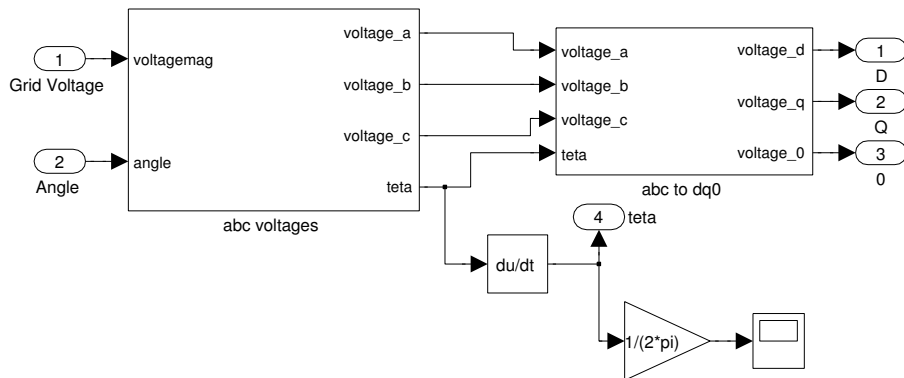 voltage_a
1
voltagemag
Grid Voltage
voltage_b
voltage_c
2
angle
Angle
teta
abc voltages
voltage_a
voltage_b
voltage_c
teta
voltage_d
voltage_q
voltage_0
abc to dq0
1
D
2
Q
3
0
4
teta
du/dt
1/(2*pi)